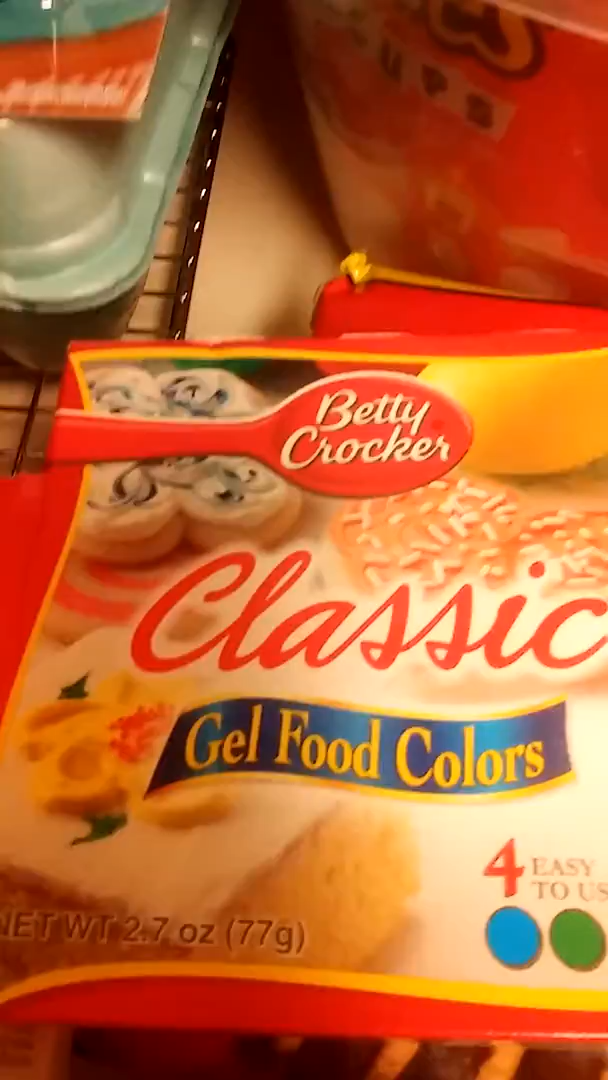 Betty
Crocker
Classic
Gel Food Colors
4 EASY
TO US
NET WT 2.7 oz (77g)